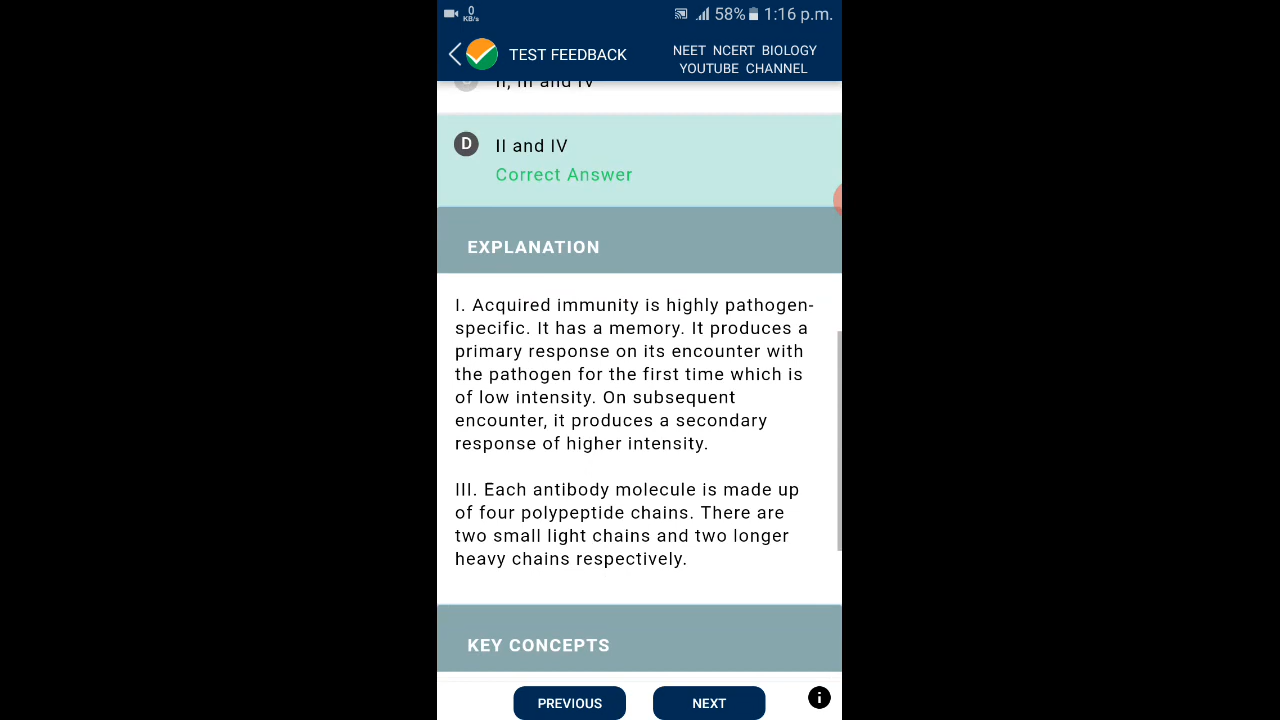 0
KB/s
58% 1:16 p.m.
TEST FEEDBACK
NEET NCERT BIOLOGY
YOUTUBE CHANNEL
II, III and IV
D II and IV
Correct Answer
EXPLANATION
I. Acquired immunity is highly pathogen-
specific. It has a memory. It produces a
primary response on its encounter with
the pathogen for the first time which is
of low intensity. On subsequent
encounter, it produces a secondary
response of higher intensity.
III. Each antibody molecule is made up
of four polypeptide chains. There are
two small light chains and two longer
heavy chains respectively.
KEY CONCEPTS
PREVIOUS
NEXT
i